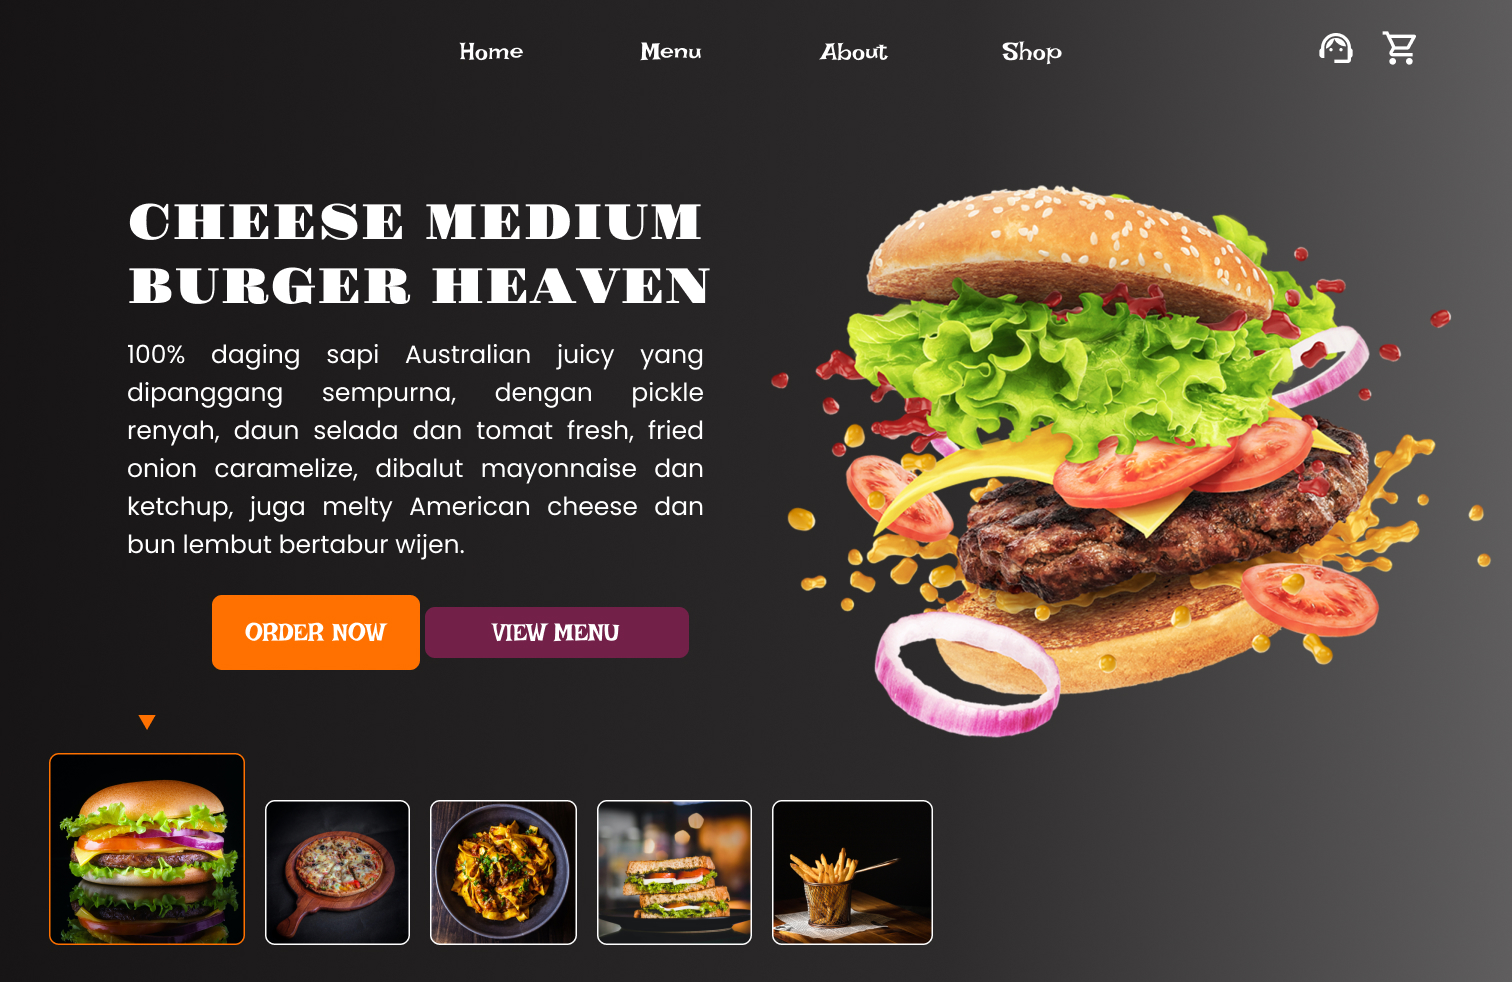 Home Menu About Shop
CHEESE MEDIUM
BURGER HEAVEN
100% daging sapi Australian juicy yang
dipanggang sempurna, dengan pickle
renyah, daun selada dan tomat fresh, fried
onion caramelize, dibalut mayonnaise dan
ketchup, juga melty American cheese dan
bun lembut bertabur wijen.
ORDER NOW VIEW MENU